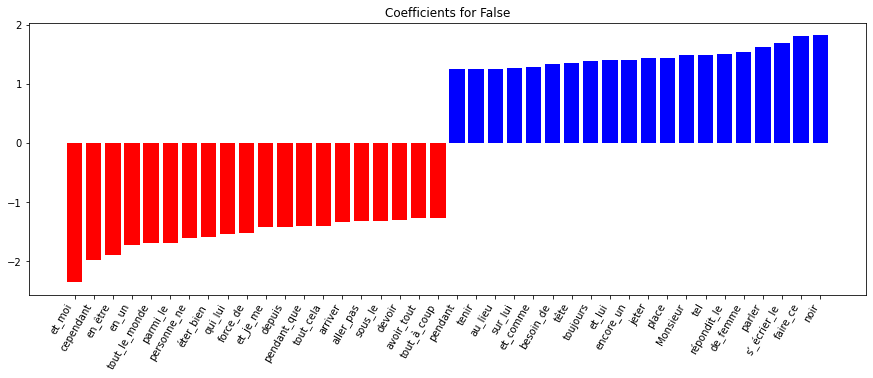 Coefficients for False
2
1
0
−1
−2
et_moi
cependant
en_être
en_un
tout_le_monde
parmi_le
personne_ne
éter_bien
qui_lui
force_de
et_je_me
depuis
pendant_que
tout_cela
arriver
aller_pas
sous_le
devoir
avoir_tout
tout_à_coup
pendant
tenir
au_lieu
sur_lui
et_comme
besoin_de
tête
toujours
et_lui
encore_un
jeter
place
Monsieur
tel
répondit_le
de_femme
parler
s’_écrier_le
faire_ce
noir